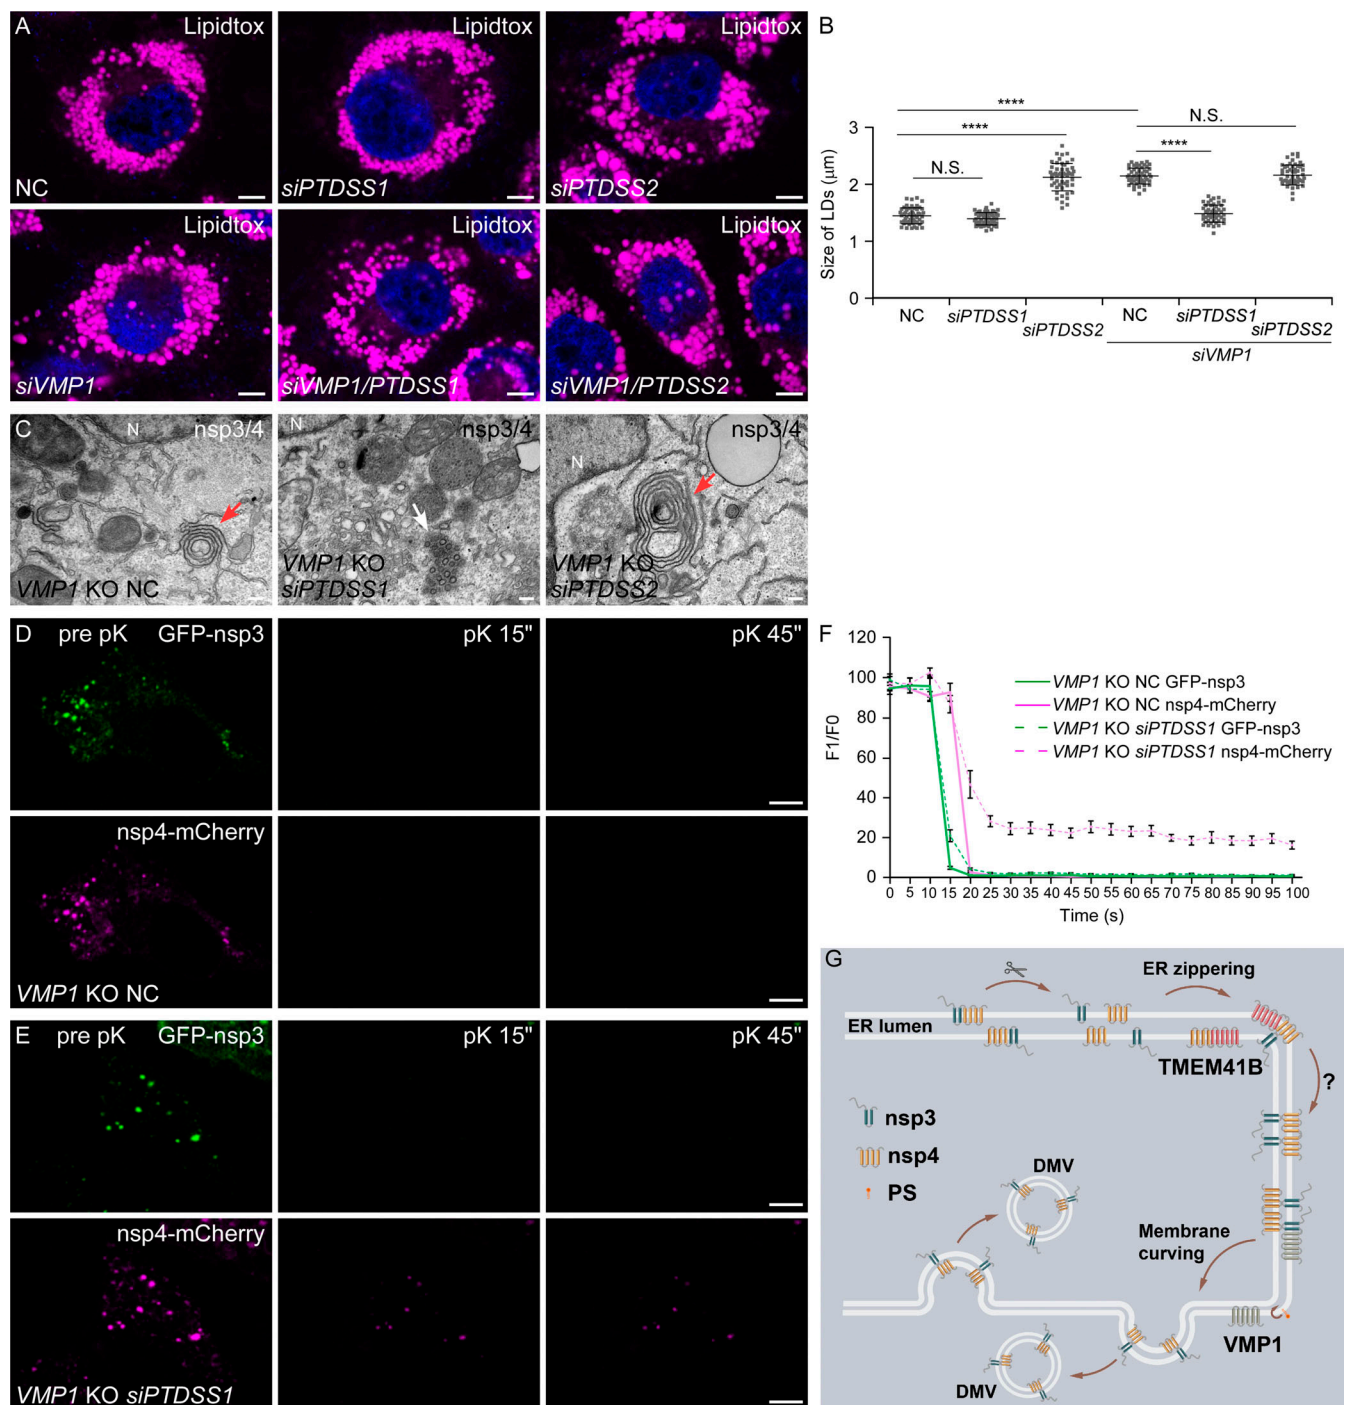 A
Lipidtox
NC
Lipidtox
siPTDSS1
Lipidtox
siPTDSS2
Lipidtox
siVMP1
Lipidtox
siVMP1/PTDSS1
Lipidtox
siVMP1/PTDSS2
B
****
N.S.
****
****
N.S.
Size of LDs (μm)
3
2
1
0
NC
siPTDSS1
siPTDSS2
NC
siPTDSS1
siPTDSS2
siVMP1
C
N
nsp3/4
VMP1 KO NC
N
nsp3/4
VMP1 KO
siPTDSS1
nsp3/4
N
VMP1 KO
siPTDSS2
D
pre pK
GFP-nsp3
pK 15"
pK 45"
nsp4-mCherry
VMP1 KO NC
E
pre pK
GFP-nsp3
pK 15"
pK 45"
nsp4-mCherry
VMP1 KO siPTDSS1
F
F1/F0
120
100
80
60
40
20
0
VMP1 KO NC GFP-nsp3
VMP1 KO NC nsp4-mCherry
VMP1 KO siPTDSS1 GFP-nsp3
VMP1 KO siPTDSS1 nsp4-mCherry
0 5 10 15 20 25 30 35 40 45 50 55 60 65 70 75 80 85 90 95 100
Time (s)
G
ER zippering
ER lumen
TMEM41B
?
nsp3
nsp4
PS
DMV
Membrane
curving
VMP1
DMV